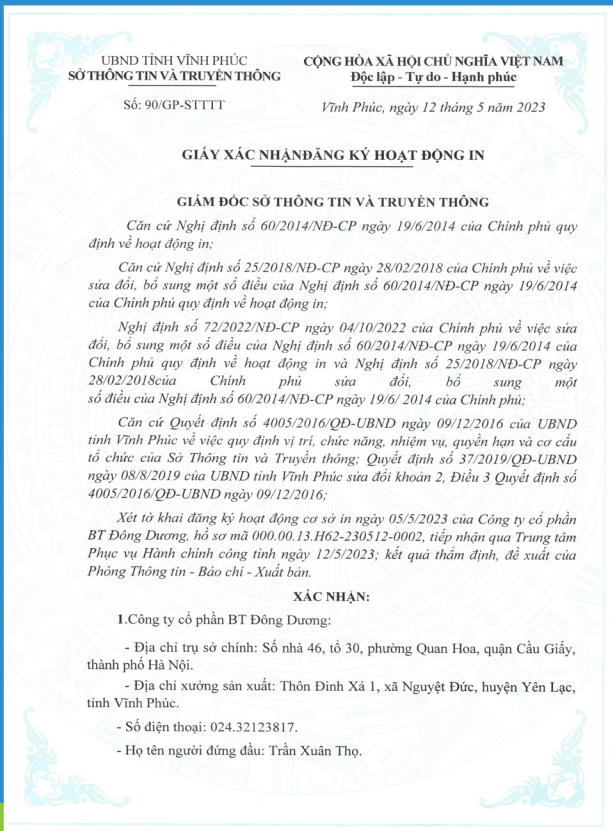 UBND TỈNH VĨNH PHÚC
SỞ THÔNG TIN VÀ TRUYỀN THÔNG
CỘNG HÒA XÃ HỘI CHỦ NGHĨA VIỆT NAM
Độc lập - Tự do - Hạnh phúc
Số: 90/GP-STTTT
Vĩnh Phúc, ngày 12 tháng 5 năm 2023
GIẤY XÁC NHẬNĐĂNG KÝ HOẠT ĐỘNG IN
GIÁM ĐỐC SỞ THÔNG TIN VÀ TRUYỀN THÔNG
Căn cứ Nghị định số 60/2014/NĐ-CP ngày 19/6/2014 của Chính phủ quy
định về hoạt động in;
Căn cứ Nghị định số 25/2018/NĐ-CP ngày 28/02/2018 của Chính phủ về việc
sửa đổi, bổ sung một số điều của Nghị định số 60/2014/NĐ-CP ngày 19/6/2014
của Chính phủ quy định về hoạt động in;
Nghị định số 72/2022/NĐ-CP ngày 04/10/2022 của Chính phủ về việc sửa
đổi, bổ sung một số điều của Nghị định số 60/2014/NĐ-CP ngày 19/6/2014 của
Chính phủ quy định về hoạt động in và Nghị định số 25/2018/NĐ-CP ngày
28/02/2018của Chính phủ sửa đổi, bổ sung một
số điều của Nghị định số 60/2014/NĐ-CP ngày 19/6/ 2014 của Chính phủ;
Căn cứ Quyết định số 4005/2016/QĐ-UBND ngày 09/12/2016 của UBND
tỉnh Vĩnh Phúc về việc quy định vị trí, chức năng, nhiệm vụ, quyền hạn và cơ cấu
tổ chức của Sở Thông tin và Truyền thông; Quyết định số 37/2019/QĐ-UBND
ngày 08/8/2019 của UBND tỉnh Vĩnh Phúc sửa đổi khoản 2, Điều 3 Quyết định số
4005/2016/QĐ-UBND ngày 09/12/2016;
Xét tờ khai đăng ký hoạt động cơ sở in ngày 05/5/2023 của Công ty cổ phần
BT Đông Dương, hồ sơ mã 000.00.13.H62-230512-0002, tiếp nhận qua Trung tâm
Phục vụ Hành chính công tỉnh ngày 12/5/2023; kết quả thẩm định, đề xuất của
Phòng Thông tin - Báo chí - Xuất bản.
XÁC NHẬN:
1.Công ty cổ phần BT Đông Dương:
- Địa chỉ trụ sở chính: Số nhà 46, tổ 30, phường Quan Hoa, quận Cầu Giấy,
thành phố Hà Nội.
- Địa chỉ xưởng sản xuất: Thôn Đinh Xá 1, xã Nguyệt Đức, huyện Yên Lạc,
tỉnh Vĩnh Phúc.
- Số điện thoại: 024.32123817.
- Họ tên người đứng đầu: Trần Xuân Thọ.